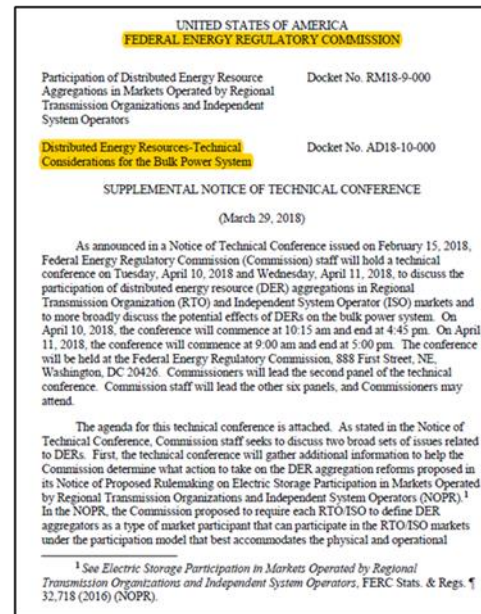 UNITED STATES OF AMERICA
FEDERAL ENERGY REGULATORY COMMISSION
Participation of Distributed Energy Resource
Aggregations in Markets Operated by Regional
Transmission Organizations and Independent
System Operators
Docket No. RM18-9-000
Distributed Energy Resources-Technical
Considerations for the Bulk Power System
Docket No. AD18-10-000
SUPPLEMENTAL NOTICE OF TECHNICAL CONFERENCE
(March 29, 2018)
As announced in a Notice of Technical Conference issued on February 15, 2018,
Federal Energy Regulatory Commission (Commission) staff will hold a technical
conference on Tuesday, April 10, 2018 and Wednesday, April 11, 2018, to discuss the
participation of distributed energy resource (DER) aggregations in Regional
Transmission Organization (RTO) and Independent System Operator (ISO) markets and
to more broadly discuss the potential effects of DERs on the bulk power system. On
April 10, 2018, the conference will commence at 10:15 am and end at 4:45 pm. On April
11, 2018, the conference will commence at 9:00 am and end at 5:00 pm. The conference
will be held at the Federal Energy Regulatory Commission, 888 First Street, NE,
Washington, DC 20426. Commissioners will lead the second panel of the technical
conference. Commission staff will lead the other six panels, and Commissioners may
attend.
The agenda for this technical conference is attached. As stated in the Notice of
Technical Conference, Commission staff seeks to discuss two broad sets of issues related
to DERs. First, the technical conference will gather additional information to help the
Commission determine what action to take on the DER aggregation reforms proposed in
its Notice of Proposed Rulemaking on Electric Storage Participation in Markets Operated
by Regional Transmission Organizations and Independent System Operators (NOPR).1
In the NOPR, the Commission proposed to require each RTO/ISO to define DER
aggregators as a type of market participant that can participate in the RTO/ISO markets
under the participation model that best accommodates the physical and operational
1 See Electric Storage Participation in Markets Operated by Regional
Transmission Organizations and Independent System Operators, FERC Stats. & Regs. ¶
32,718 (2016) (NOPR).